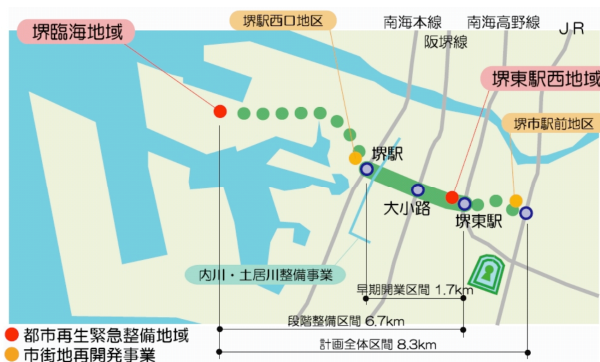 堺臨海地域
堺駅西口地区
南海本線
阪堺線
南海高野線
JR
堺東駅西地域
堺市駅前地区
堺駅
大小路
堺東駅
内川・土居川整備事業
早期開業区間 1.7km
段階整備区間 6.7km
計画全体区間 8.3km
都市再生緊急整備地域
市街地再開発事業